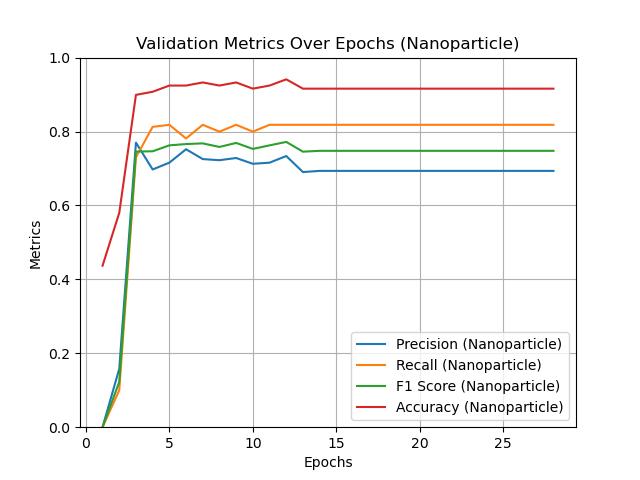 Validation Metrics Over Epochs (Nanoparticle)
1.0
0.8
0.6
0.4
0.2
0.0
Metrics
0 5 10 15 20 25
Epochs
Precision (Nanoparticle)
Recall (Nanoparticle)
F1 Score (Nanoparticle)
Accuracy (Nanoparticle)